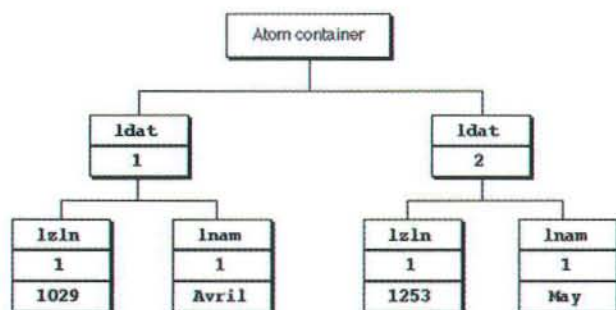 Atom container
ldat
1
ldat
2
lzln
1
1029
lnam
1
Avril
lzln
1
1253
lnam
1
May